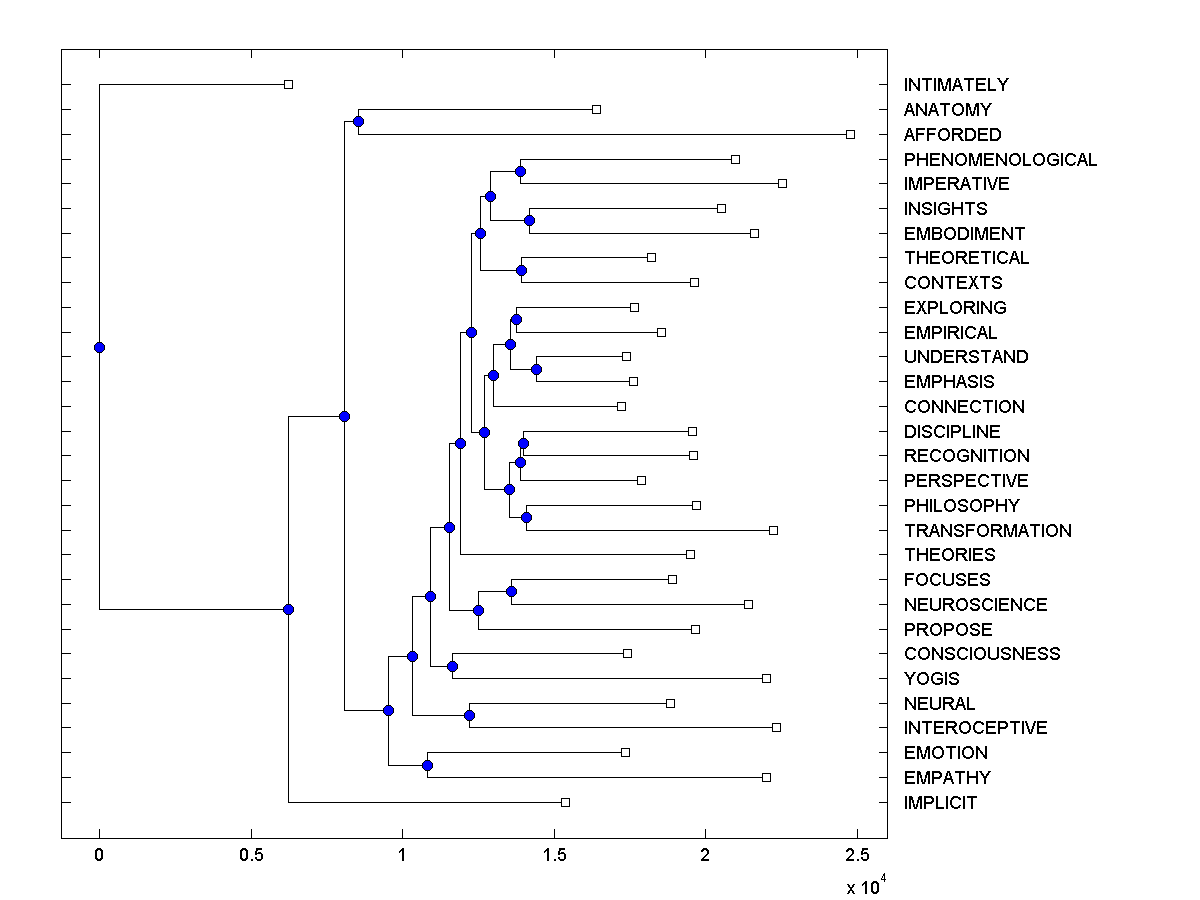 INTIMATELY
ANATOMY
AFFORDED
PHENOMENOLOGICAL
IMPERATIVE
INSIGHTS
EMBODIMENT
THEORETICAL
CONTEXTS
EXPLORING
EMPIRICAL
UNDERSTAND
EMPHASIS
CONNECTION
DISCIPLINE
RECOGNITION
PERSPECTIVE
PHILOSOPHY
TRANSFORMATION
THEORIES
FOCUSES
NEUROSCIENCE
PROPOSE
CONSCIOUSNESS
YOGIS
NEURAL
INTEROCEPTIVE
EMOTION
EMPATHY
IMPLICIT
0 0.5 1 1.5 2 2.5
x 10^4